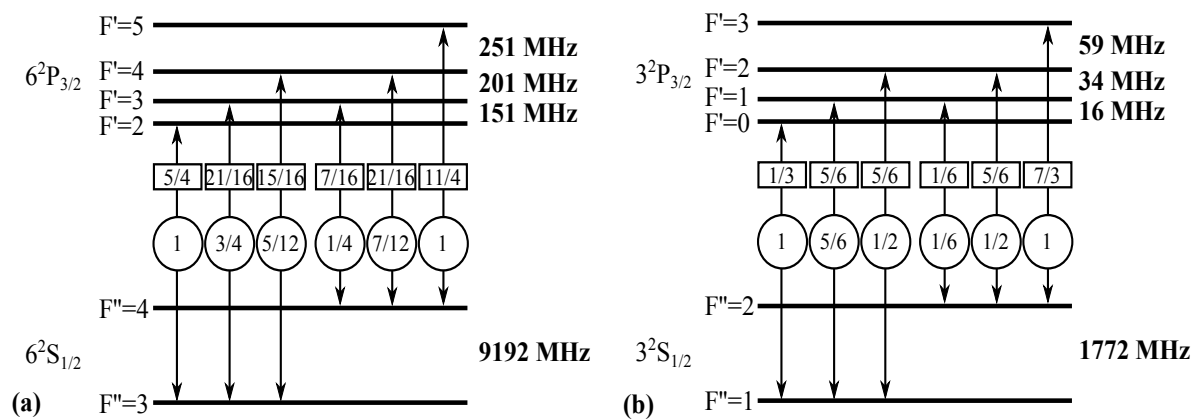 F'=5
251 MHz
6²P₃/₂
F'=4
201 MHz
F'=3
151 MHz
F'=2
5/4 21/16 15/16 7/16 21/16 11/4
1 3/4 5/12 1/4 7/12 1
F"=4
6²S₁/₂
9192 MHz
(a)
F"=3
F'=3
59 MHz
3²P₃/₂
F'=2
34 MHz
F'=1
16 MHz
F'=0
1/3 5/6 5/6 1/6 5/6 7/3
1 5/6 1/2 1/6 1/2 1
F"=2
3²S₁/₂
1772 MHz
(b)
F"=1